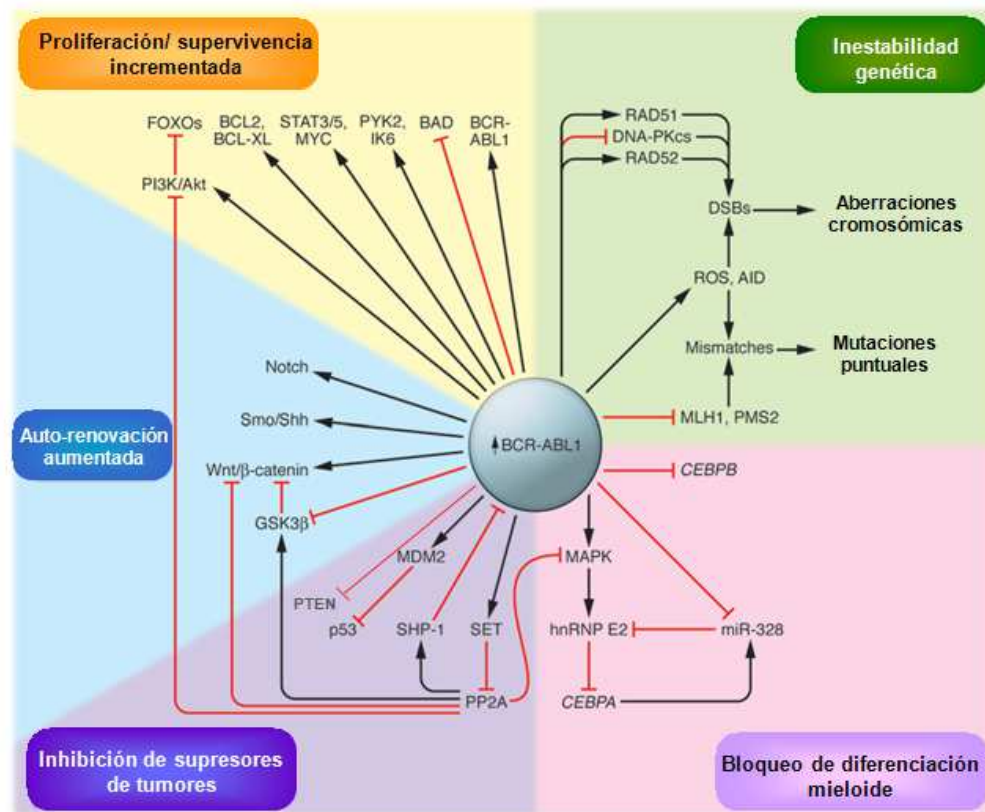 Proliferación/ supervivencia
incrementada
Inestabilidad
genética
FOXOs
BCL2,
BCL-XL
STAT3/5,
MYC
PYK2,
IK6
BAD
BCR-
ABL1
PI3K/Akt
RAD51
DNA-PKcs
RAD52
DSBs
Aberraciones
cromosómicas
ROS, AID
Mismatches
Mutaciones
puntuales
MLH1, PMS2
Notch
Smo/Shh
Wnt/β-catenin
GSK3β
Auto-renovación
aumentada
BCR-ABL1
CEBPB
MDM2
PTEN
p53
SHP-1
SET
PP2A
MAPK
hnRNP E2
miR-328
CEBPA
Inhibición de supresores
de tumores
Bloqueo de diferenciación
mieloide